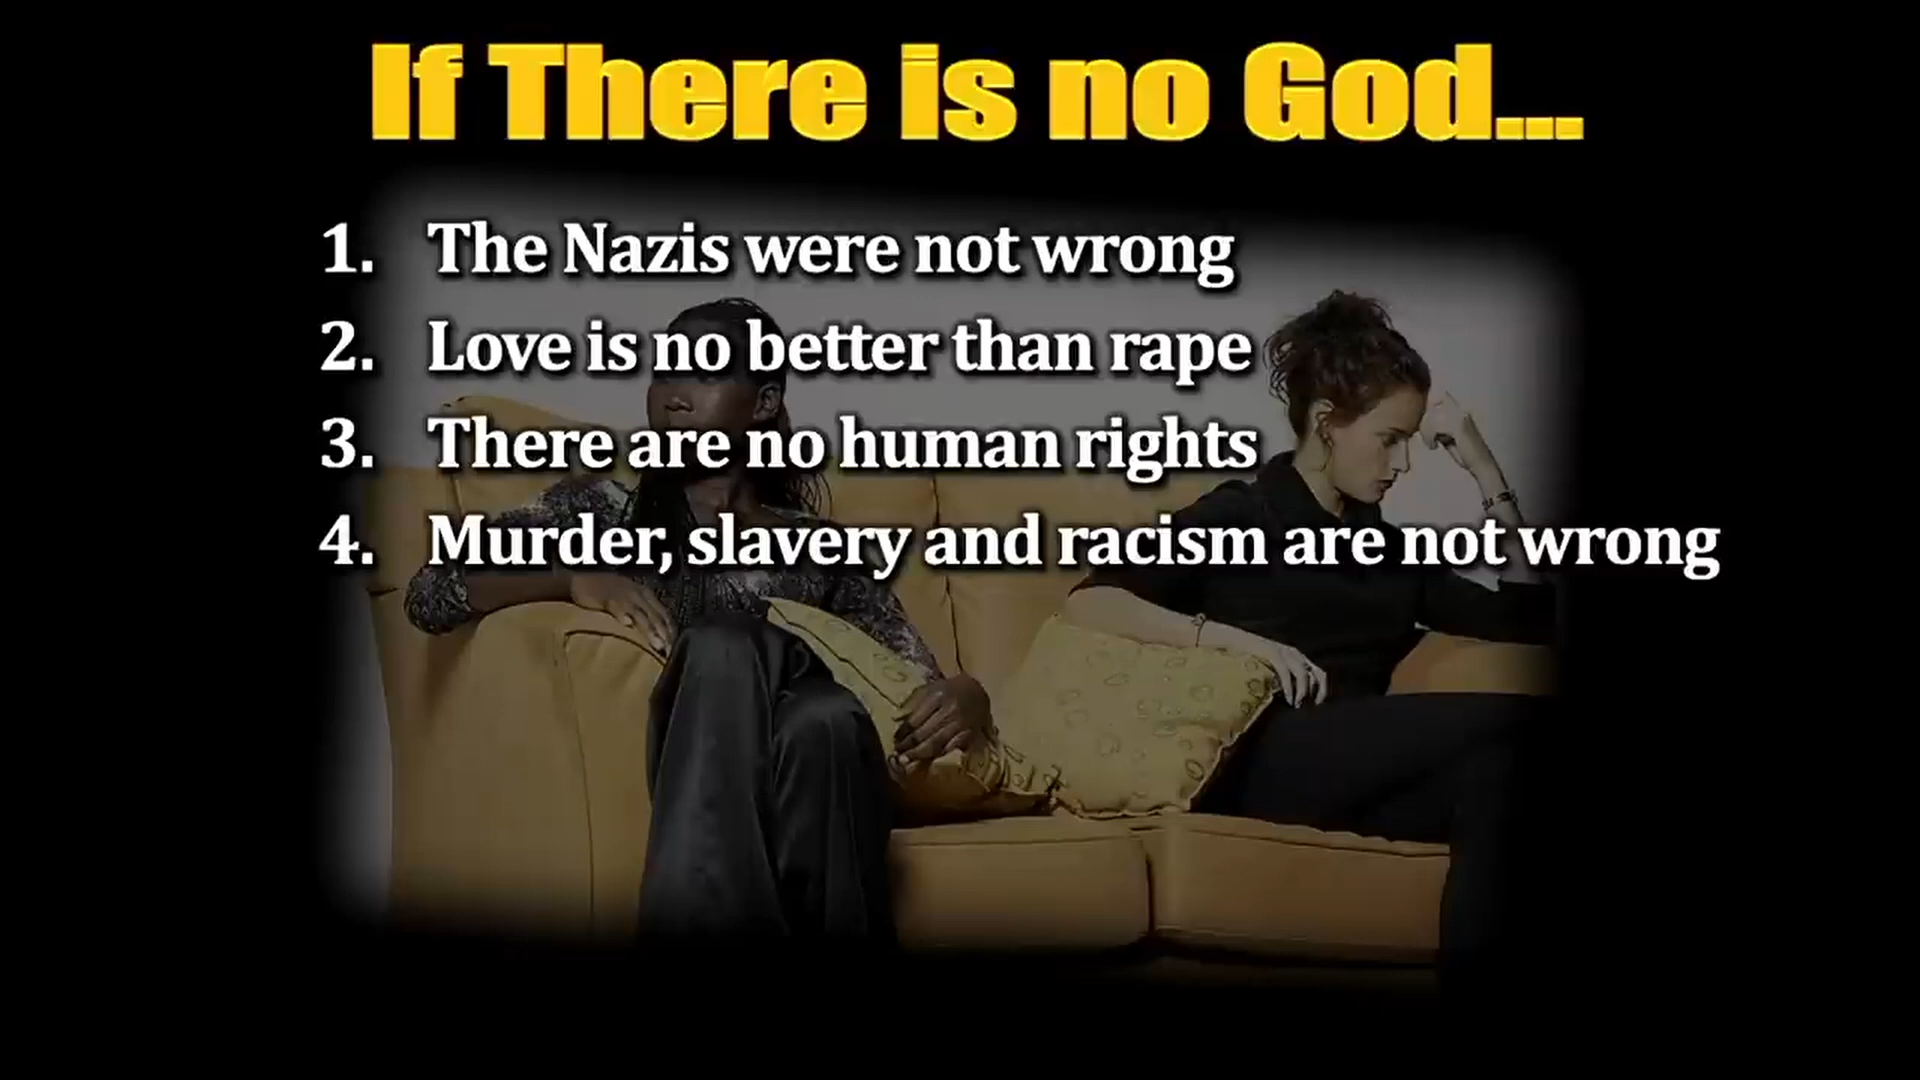 If There is no God...
1. The Nazis were not wrong
2. Love is no better than rape
3. There are no human rights
4. Murder, slavery and racism are not wrong